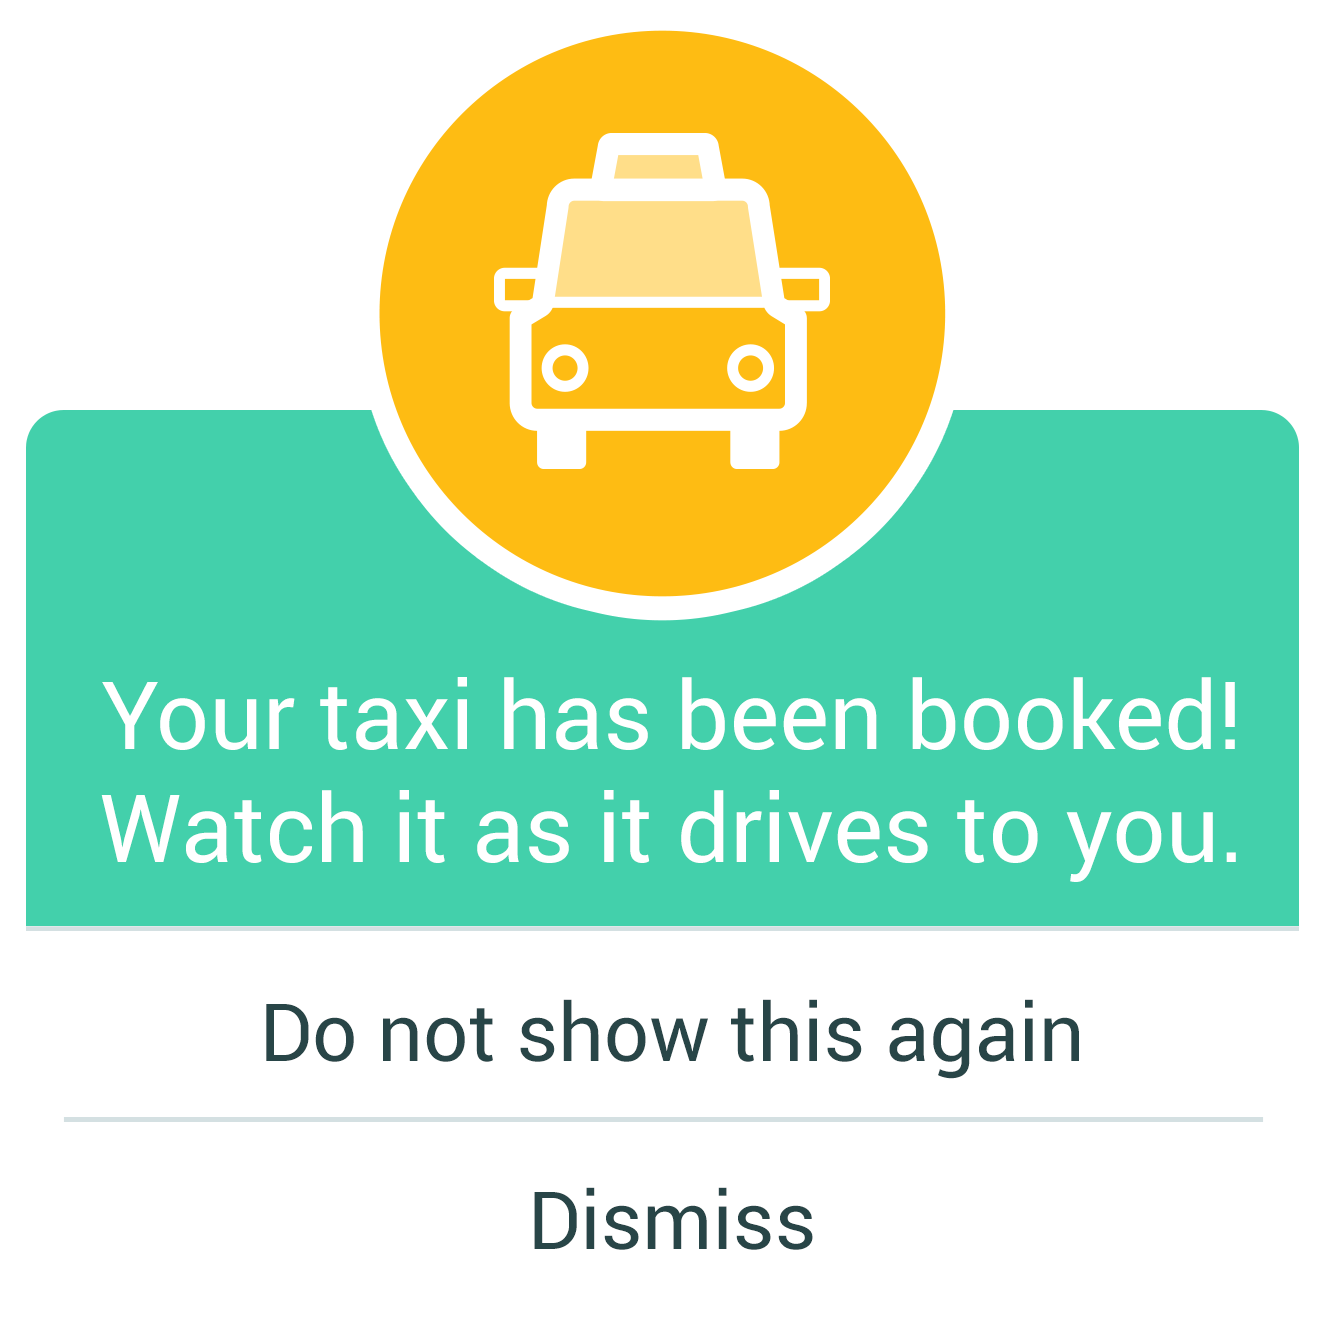 Your taxi has been booked!
Watch it as it drives to you.
Do not show this again
Dismiss